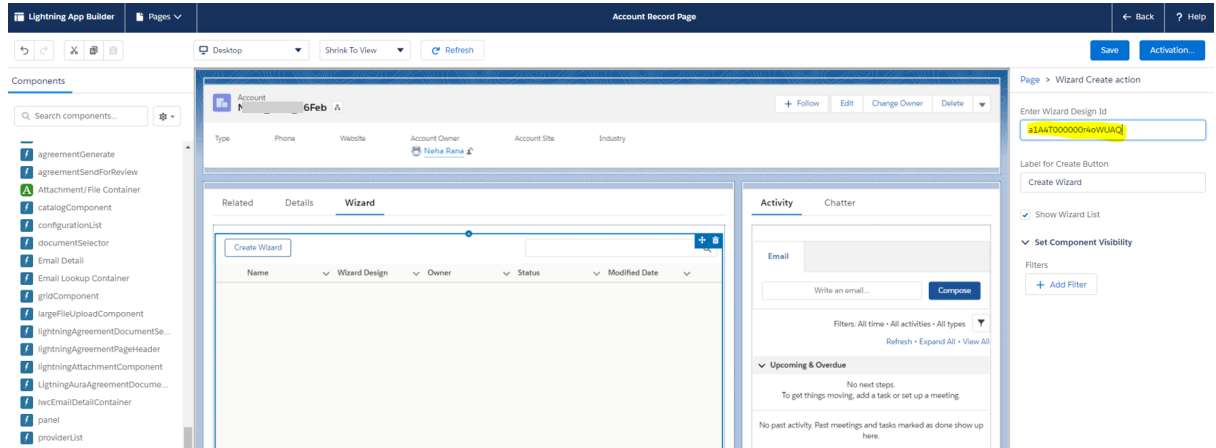 Lightning App Builder
Pages
Account Record Page
Back
? Help
Desktop
Shrink To View
Refresh
Save
Activation...
Components
Search components...
agreementGenerate
agreementSendForReview
Attachment/File Container
catalogComponent
configurationList
documentSelector
Email Detail
Email Lookup Container
gridComponent
largeFileUploadComponent
lightningAgreementDocumentSe...
lightningAgreementPageHeader
lightningAttachmentComponent
LigtningAuraAgreementDocume...
lwcEmailDetailContainer
panel
providerList
Account
6Feb
+ Follow
Edit
Change Owner
Delete
Type
Phone
Website
Account Owner
Account Site
Industry
Neha Rana
Related
Details
Wizard
Create Wizard
Name
Wizard Design
Owner
Status
Modified Date
Activity
Chatter
Email
Write an email...
Compose
Filters: All time • All activities • All types
Refresh • Expand All • View All
Upcoming & Overdue
No next steps.
To get things moving, add a task or set up a meeting.
No past activity. Past meetings and tasks marked as done show up
here.
Page > Wizard Create action
Enter Wizard Design Id
a1A4T000000r4oWUAQ
Label for Create Button
Create Wizard
Show Wizard List
Set Component Visibility
Filters
+ Add Filter